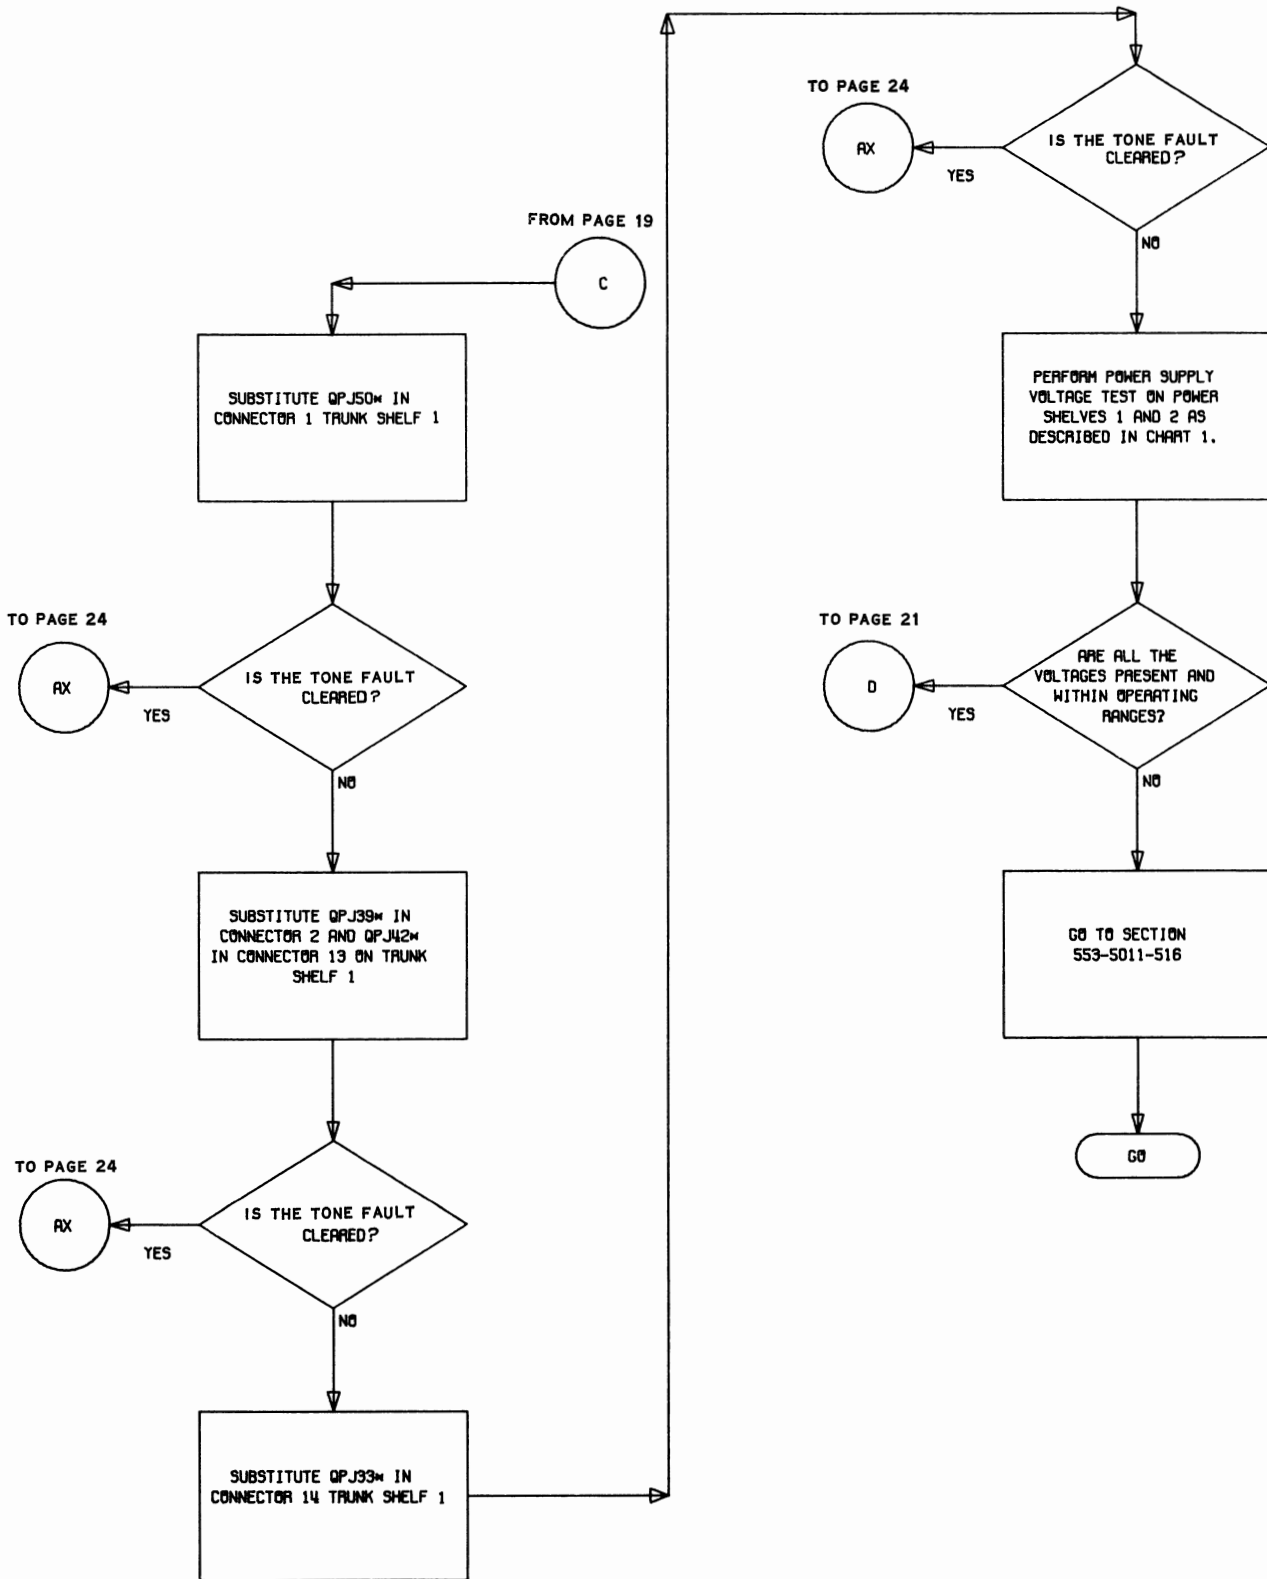 FROM PAGE 19
C
SUBSTITUTE QPJ50* IN
CONNECTOR 1 TRUNK SHELF 1
TO PAGE 24
AX
YES
IS THE TONE FAULT
CLEARED?
NO
SUBSTITUTE QPJ39* IN
CONNECTOR 2 AND QPJ42*
IN CONNECTOR 13 ON TRUNK
SHELF 1
TO PAGE 24
AX
YES
IS THE TONE FAULT
CLEARED?
NO
SUBSTITUTE QPJ33* IN
CONNECTOR 14 TRUNK SHELF 1
TO PAGE 24
AX
YES
IS THE TONE FAULT
CLEARED?
NO
PERFORM POWER SUPPLY
VOLTAGE TEST ON POWER
SHELVES 1 AND 2 AS
DESCRIBED IN CHART 1.
TO PAGE 21
D
YES
ARE ALL THE
VOLTAGES PRESENT AND
WITHIN OPERATING
RANGES?
NO
GO TO SECTION
553-5011-516
GO